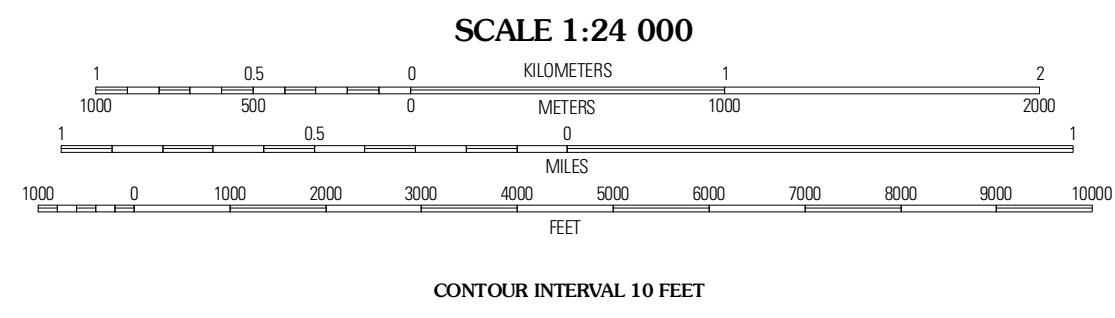 SCALE 1:24 000
1 0.5 0 KILOMETERS 1 2
1000 500 0 METERS 1000 2000
1 0.5 0 1
MILES
1000 0 1000 2000 3000 4000 5000 6000 7000 8000 9000 10000
FEET
CONTOUR INTERVAL 10 FEET